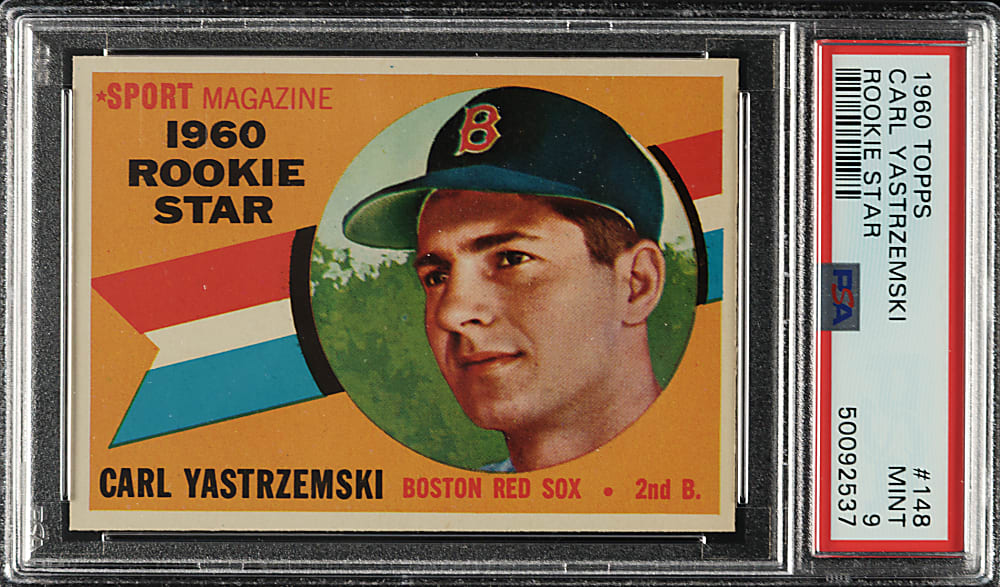 ★SPORT MAGAZINE
1960
ROOKIE
STAR
B
CARL YASTRZEMSKI BOSTON RED SOX • 2nd B.
1960 TOPPS #148
CARL YASTRZEMSKI MINT
ROOKIE STAR 9
PSA 50092537